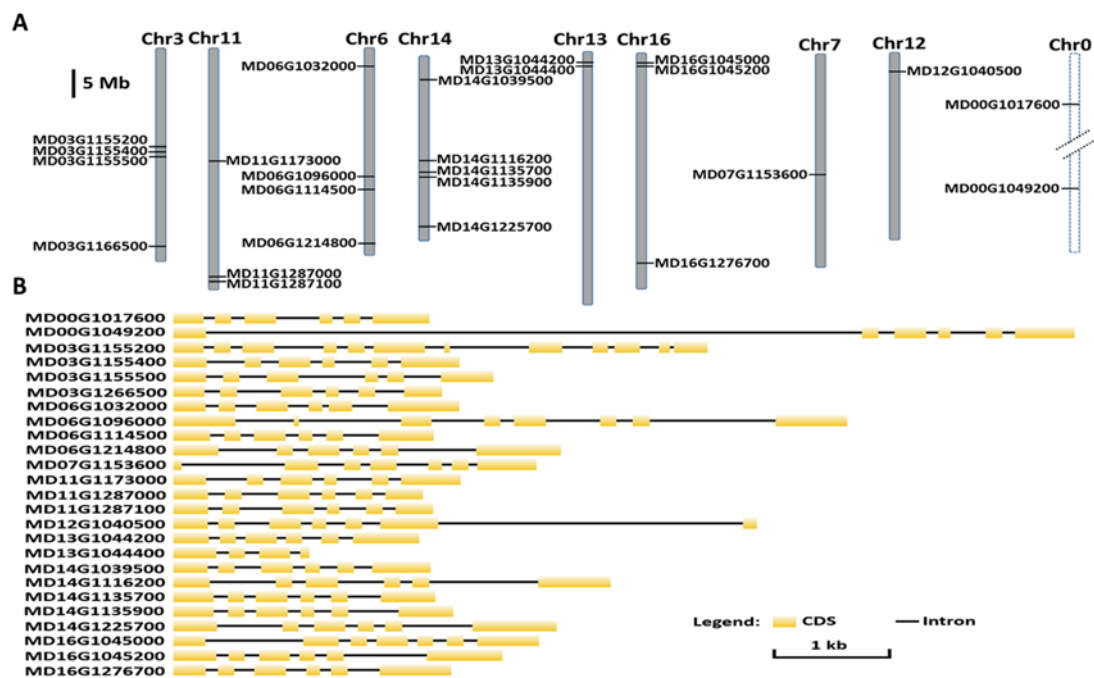 A
Chr3
Chr11
Chr6
Chr14
Chr13
Chr16
Chr7
Chr12
Chr0
5 Mb
MD03G1155200
MD03G1155400
MD03G1155500
MD03G1166500
MD11G1173000
MD11G1287000
MD11G1287100
MD06G1032000
MD06G1096000
MD06G1114500
MD06G1214800
MD14G1039500
MD14G1116200
MD14G1135700
MD14G1135900
MD14G1225700
MD13G1044200
MD13G1044400
MD16G1045000
MD16G1045200
MD16G1276700
MD07G1153600
MD12G1040500
MD00G1017600
MD00G1049200
B
MD00G1017600
MD00G1049200
MD03G1155200
MD03G1155400
MD03G1155500
MD03G1266500
MD06G1032000
MD06G1096000
MD06G1114500
MD06G1214800
MD07G1153600
MD11G1173000
MD11G1287000
MD11G1287100
MD12G1040500
MD13G1044200
MD13G1044400
MD14G1039500
MD14G1116200
MD14G1135700
MD14G1135900
MD14G1225700
MD16G1045000
MD16G1045200
MD16G1276700
Legend: CDS Intron
1 kb